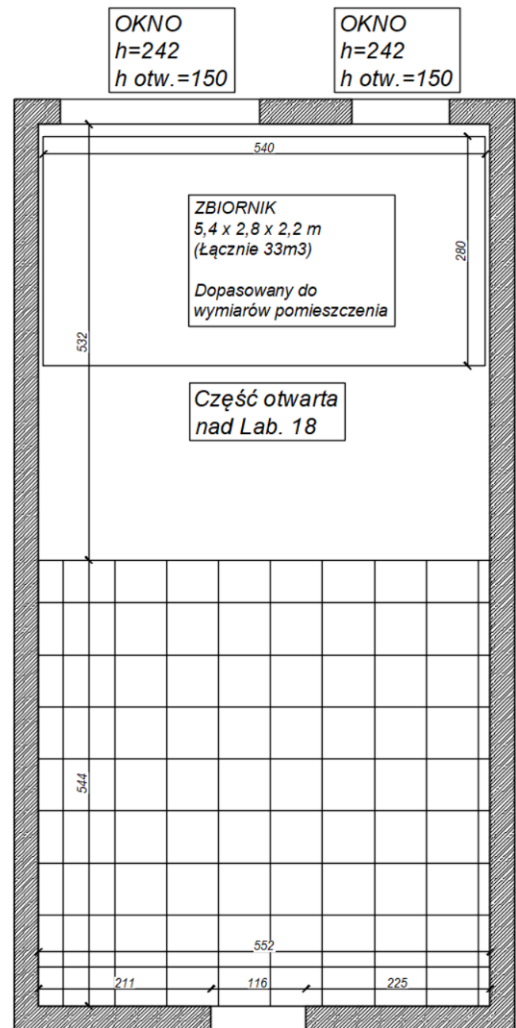 OKNO
h=242
h otw.=150
OKNO
h=242
h otw.=150
540
ZBIORNIK
5,4 x 2,8 x 2,2 m
(Łącznie 33m3)
Dopasowany do
wymiarów pomieszczenia
280
532
Część otwarta
nad Lab. 18
544
552
211
116
225